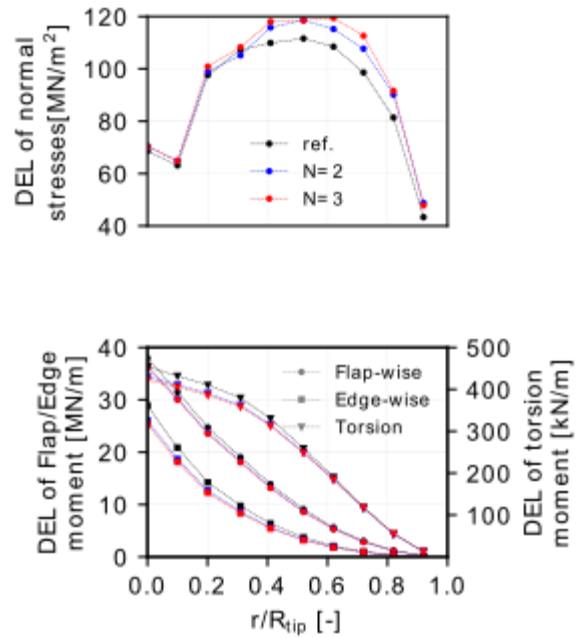 DEL of normal
stresses[MN/m²]
120
100
80
60
40
ref.
N= 2
N= 3
DEL of Flap/Edge
moment [MN/m]
40
30
20
10
0
Flap-wise
Edge-wise
Torsion
500
400
300
200
100
DEL of torsion
moment [kN/m]
0.0 0.2 0.4 0.6 0.8 1.0
r/R_tip [-]